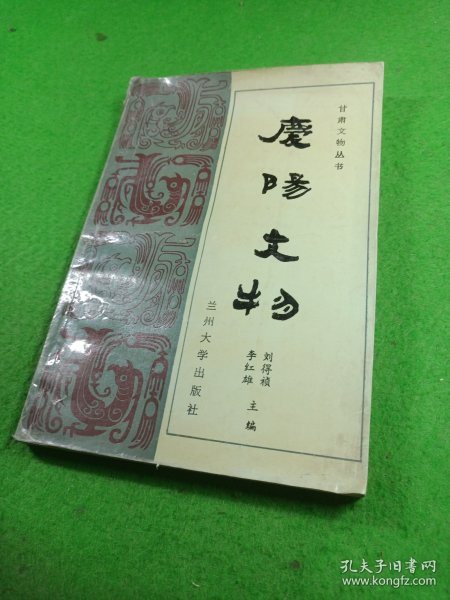 甘肃文物丛书
慶陽文物
刘得祯
李红雄
主编
兰州大学出版社
孔夫子旧书网
www.kongfz.com